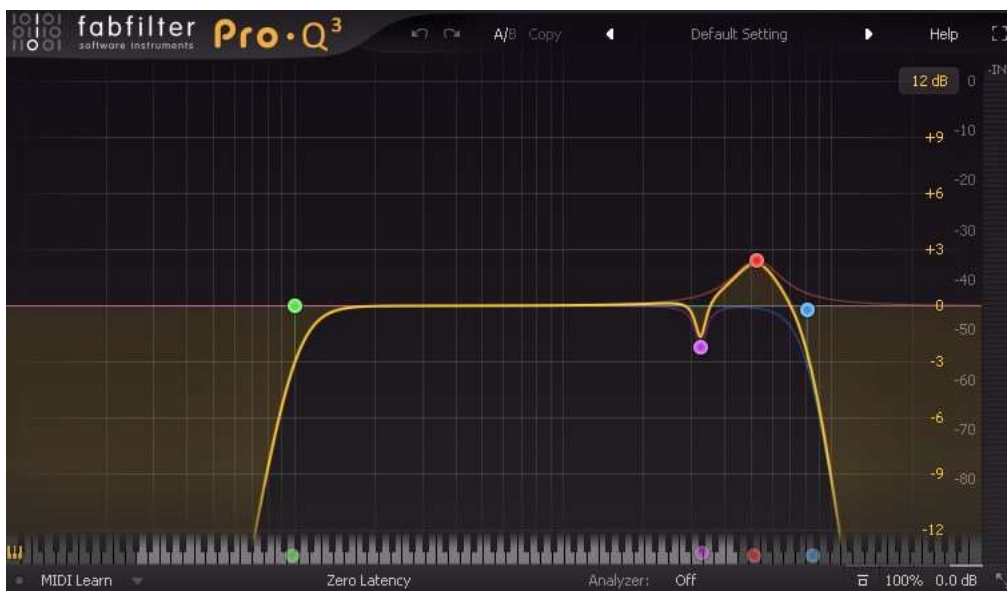 fabfilter
software instruments
Pro·Q³
A/B Copy
Default Setting
Help
-IN
12 dB 0
+9 -10
-20
+6
-30
+3
-40
0
-50
-3
-60
-6
-70
-9 -80
-12
MIDI Learn
Zero Latency
Analyzer: Off
100% 0.0 dB